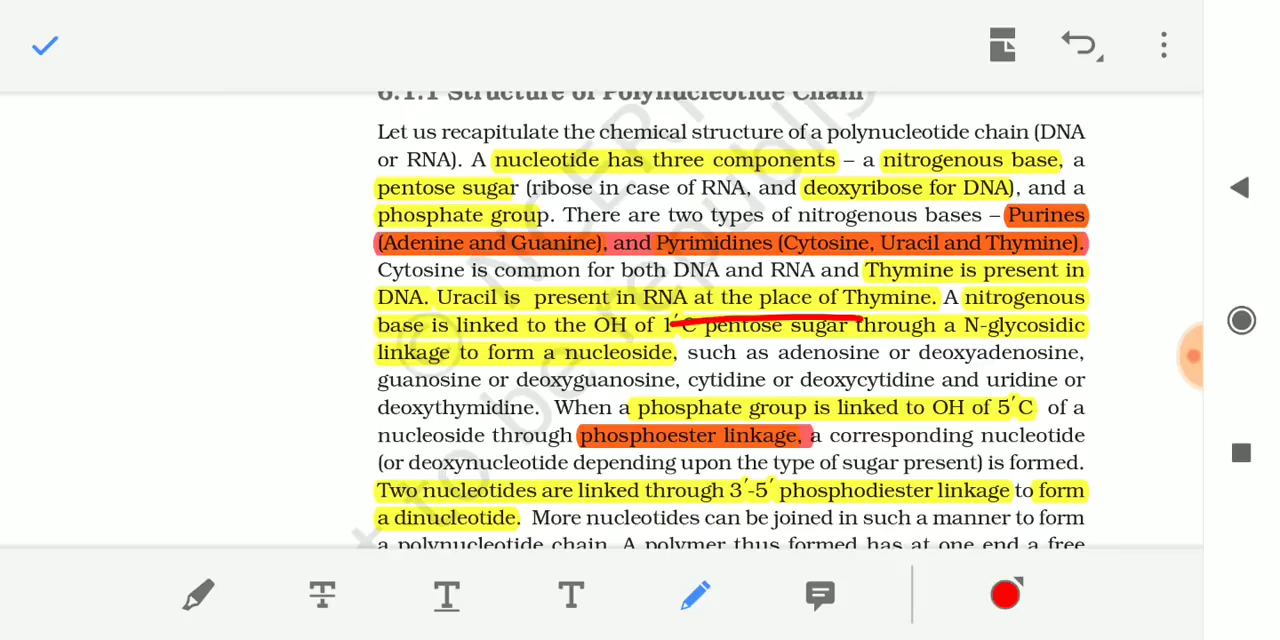 6.1.1 Structure of Polynucleotide Chain
Let us recapitulate the chemical structure of a polynucleotide chain (DNA
or RNA). A nucleotide has three components – a nitrogenous base, a
pentose sugar (ribose in case of RNA, and deoxyribose for DNA), and a
phosphate group. There are two types of nitrogenous bases – Purines
(Adenine and Guanine), and Pyrimidines (Cytosine, Uracil and Thymine).
Cytosine is common for both DNA and RNA and Thymine is present in
DNA. Uracil is present in RNA at the place of Thymine. A nitrogenous
base is linked to the OH of 1′C pentose sugar through a N-glycosidic
linkage to form a nucleoside, such as adenosine or deoxyadenosine,
guanosine or deoxyguanosine, cytidine or deoxycytidine and uridine or
deoxythymidine. When a phosphate group is linked to OH of 5′C of a
nucleoside through phosphoester linkage, a corresponding nucleotide
(or deoxynucleotide depending upon the type of sugar present) is formed.
Two nucleotides are linked through 3′-5′ phosphodiester linkage to form
a dinucleotide. More nucleotides can be joined in such a manner to form
a polynucleotide chain. A polymer thus formed has at one end a free
© NCERT
not to be republis
T
T
T